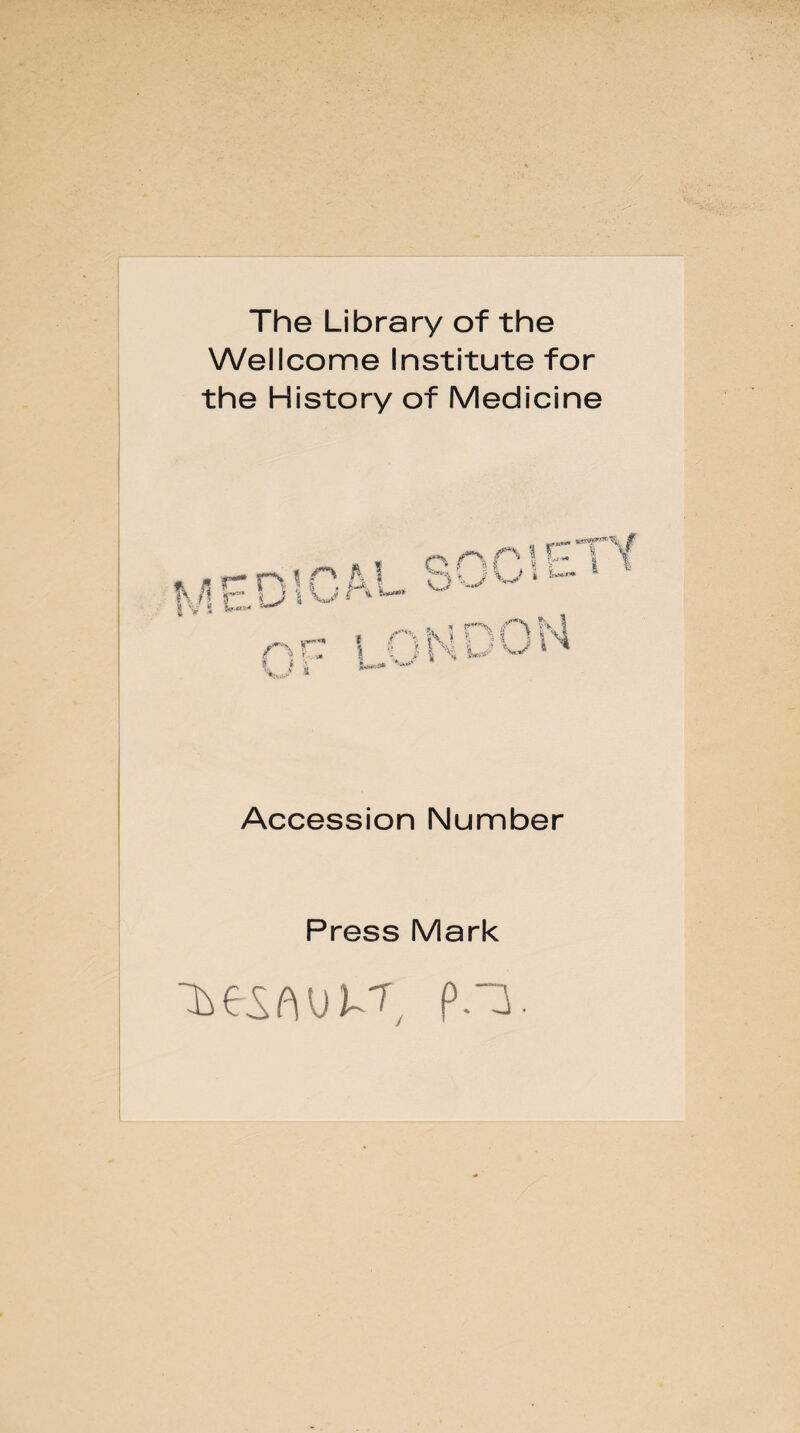 The Library of the
Wellcome Institute for
the History of Medicine
MEDICAL SOCIETY
OF LONDON
Accession Number
Press Mark
DESAULT, P.J.